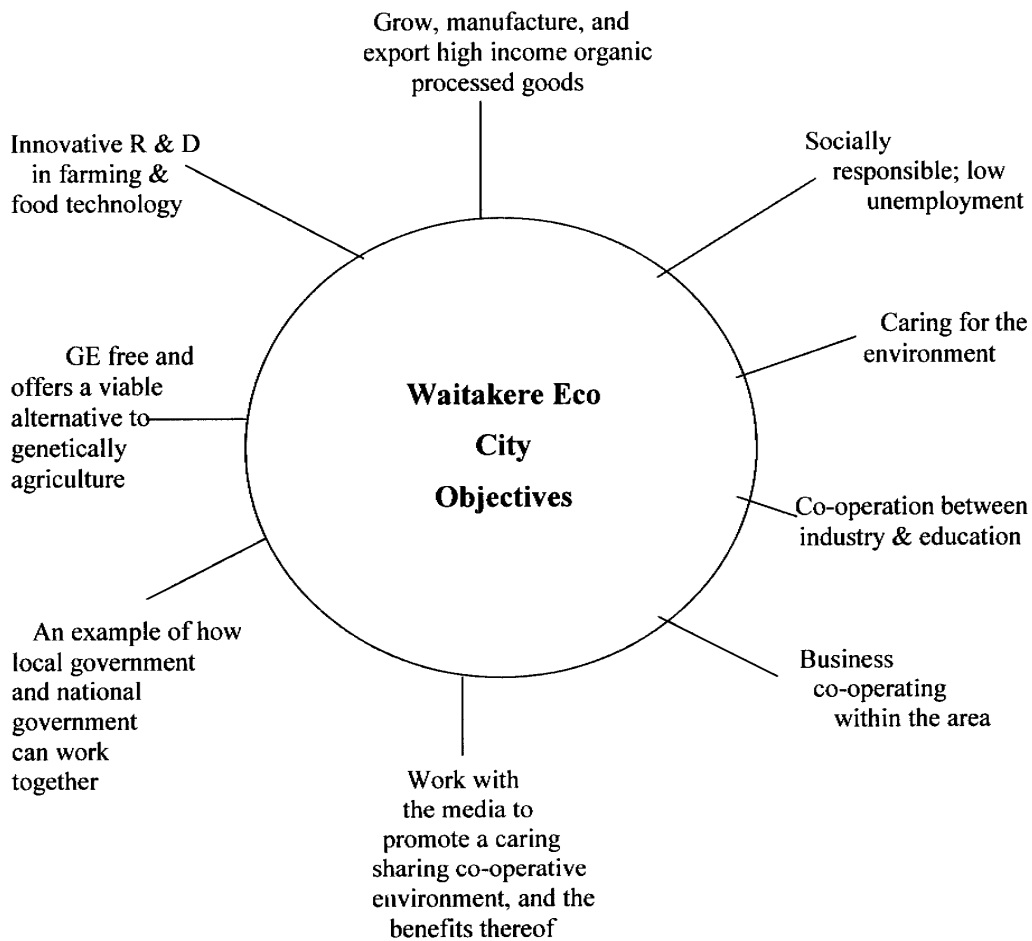 Grow, manufacture, and
export high income organic
processed goods
Innovative R & D
in farming &
food technology
Socially
responsible; low
unemployment
Caring for the
environment
GE free and
offers a viable
alternative to
genetically
agriculture
Waitakere Eco
City
Objectives
Co-operation between
industry & education
An example of how
local government
and national
government
can work
together
Business
co-operating
within the area
Work with
the media to
promote a caring
sharing co-operative
environment, and the
benefits thereof